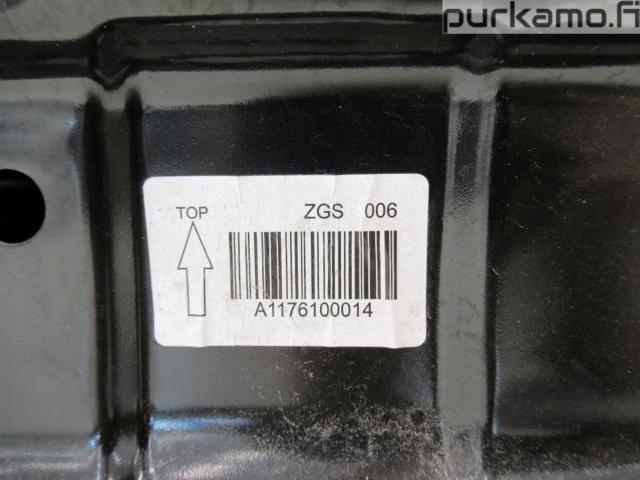 purkamo.fi
TOP
ZGS 006
A1176100014